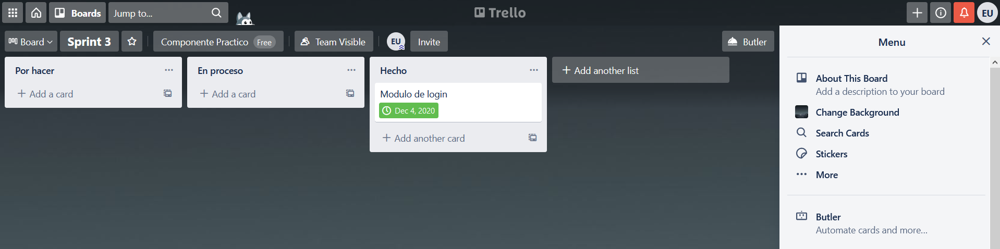 Boards
Jump to...
Trello
EU
Board
Sprint 3
Componente Practico Free
Team Visible
EU
Invite
Butler
Por hacer
Add a card
En proceso
Add a card
Hecho
Modulo de login
Dec 4, 2020
Add another card
Add another list
Menu
About This Board
Add a description to your board
Change Background
Search Cards
Stickers
More
Butler
Automate cards and more...